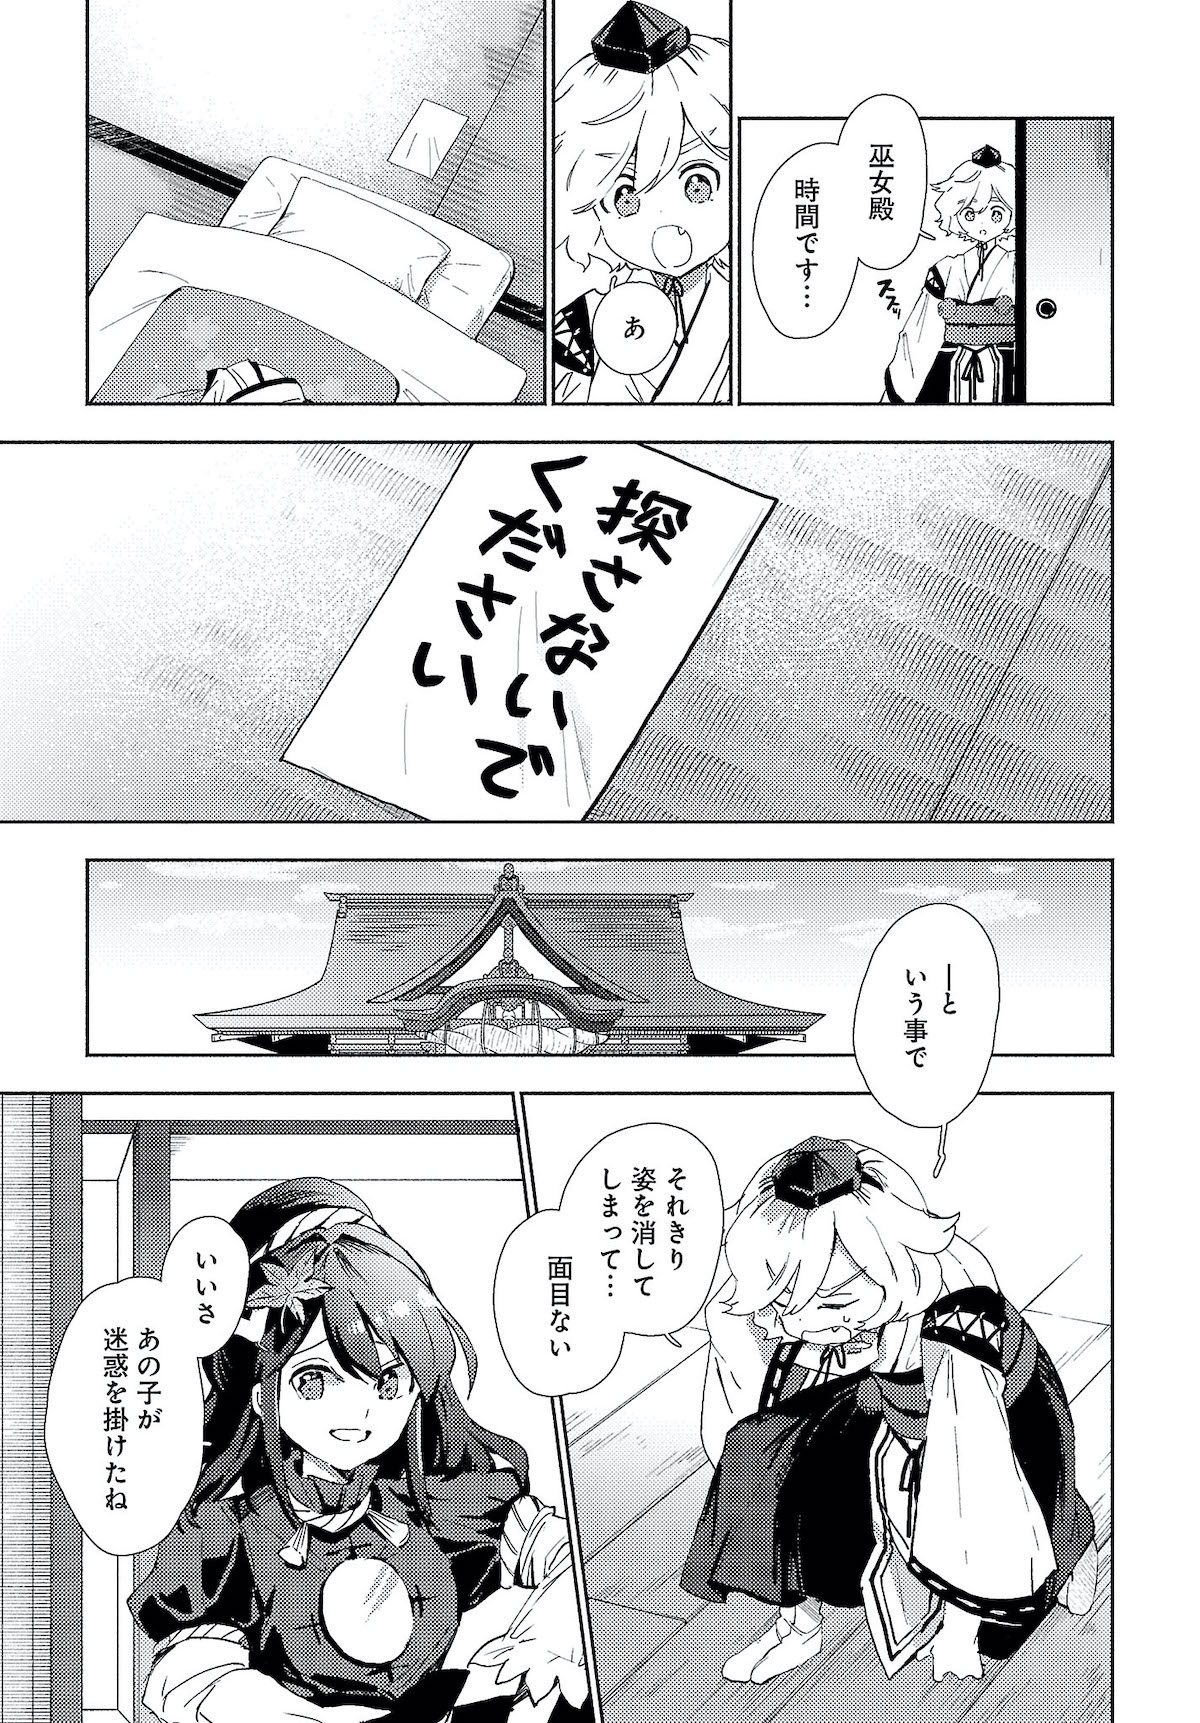 巫女殿
時間です…
ススッ
あ
探さないで
ください
―と
いう事で
それきり
姿を消して
しまって…
面目ない
いいさ
あの子が
迷惑を掛けたね